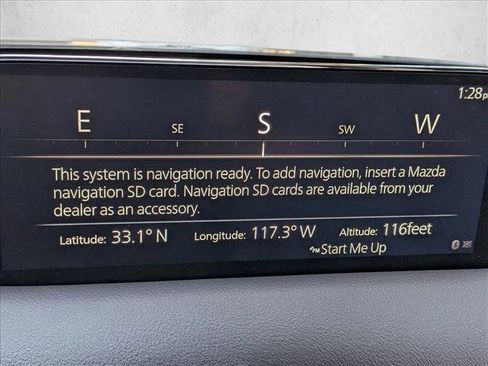 1:28pm
E SE S SW W
This system is navigation ready. To add navigation, insert a Mazda
navigation SD card. Navigation SD cards are available from your
dealer as an accessory.
Latitude: 33.1° N Longitude: 117.3° W Altitude: 116feet
FM Start Me Up